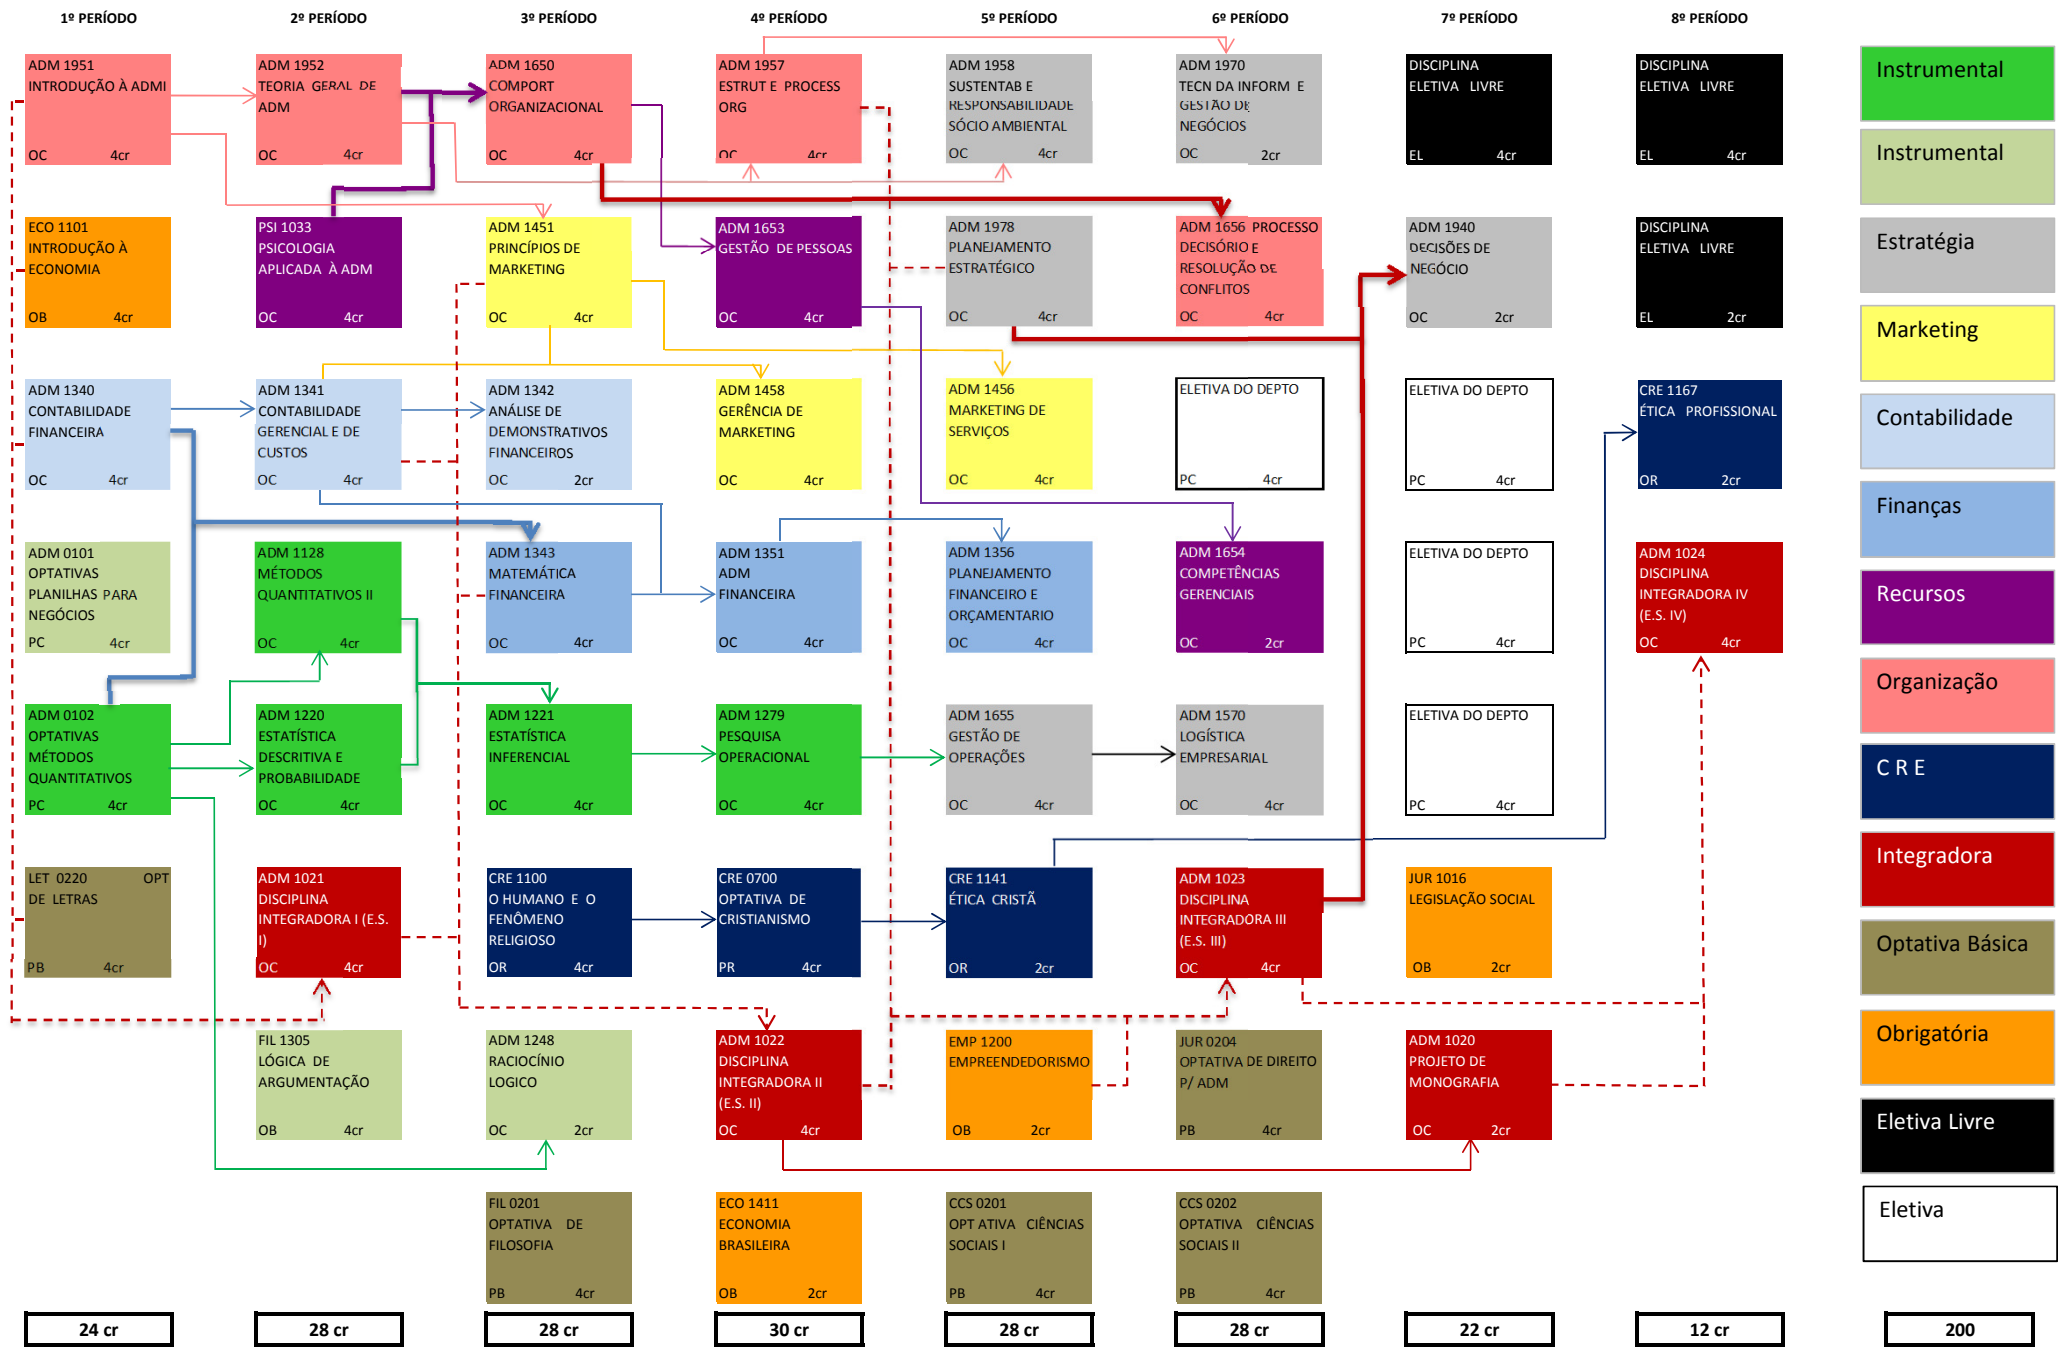 1º PERÍODO
2º PERÍODO
3º PERÍODO
4º PERÍODO
5º PERÍODO
6º PERÍODO
7º PERÍODO
8º PERÍODO
ADM 1951
INTRODUÇÃO À ADMI
OC 4cr
ADM 1952
TEORIA GERAL DE
ADM
OC 4cr
ADM 1650
COMPORT
ORGANIZACIONAL
OC 4cr
ADM 1957
ESTRUT E PROCESS
ORG
OC 4cr
ADM 1958
SUSTENTAB E
RESPONSABILIDADE
SÓCIO AMBIENTAL
OC 4cr
ADM 1970
TECN DA INFORM E
GESTÃO DE
NEGÓCIOS
OC 2cr
DISCIPLINA
ELETIVA LIVRE
EL 4cr
DISCIPLINA
ELETIVA LIVRE
EL 4cr
Instrumental
Instrumental
ECO 1101
INTRODUÇÃO À
ECONOMIA
OB 4cr
PSI 1033
PSICOLOGIA
APLICADA À ADM
OC 4cr
ADM 1451
PRINCÍPIOS DE
MARKETING
OC 4cr
ADM 1653
GESTÃO DE PESSOAS
OC 4cr
ADM 1978
PLANEJAMENTO
ESTRATÉGICO
OC 4cr
ADM 1656 PROCESSO
DECISÓRIO E
RESOLUÇÃO DE
CONFLITOS
OC 4cr
ADM 1940
DECISÕES DE
NEGÓCIO
OC 2cr
DISCIPLINA
ELETIVA LIVRE
EL 2cr
Estratégia
Marketing
ADM 1340
CONTABILIDADE
FINANCEIRA
OC 4cr
ADM 1341
CONTABILIDADE
GERENCIAL E DE
CUSTOS
OC 4cr
ADM 1342
ANÁLISE DE
DEMONSTRATIVOS
FINANCEIROS
OC 2cr
ADM 1458
GERÊNCIA DE
MARKETING
OC 4cr
ADM 1456
MARKETING DE
SERVIÇOS
OC 4cr
ELETIVA DO DEPTO
PC 4cr
ELETIVA DO DEPTO
PC 4cr
CRE 1167
ÉTICA PROFISSIONAL
OR 2cr
Contabilidade
Finanças
ADM 0101
OPTATIVAS
PLANILHAS PARA
NEGÓCIOS
PC 4cr
ADM 1128
MÉTODOS
QUANTITATIVOS II
OC 4cr
ADM 1343
MATEMÁTICA
FINANCEIRA
OC 4cr
ADM 1351
ADM
FINANCEIRA
OC 4cr
ADM 1356
PLANEJAMENTO
FINANCEIRO E
ORÇAMENTARIO
OC 4cr
ADM 1654
COMPETÊNCIAS
GERENCIAIS
OC 2cr
ELETIVA DO DEPTO
PC 4cr
ADM 1024
DISCIPLINA
INTEGRADORA IV
(E.S. IV)
OC 4cr
Recursos
Organização
ADM 0102
OPTATIVAS
MÉTODOS
QUANTITATIVOS
PC 4cr
ADM 1220
ESTATÍSTICA
DESCRITIVA E
PROBABILIDADE
OC 4cr
ADM 1221
ESTATÍSTICA
INFERENCIAL
OC 4cr
ADM 1279
PESQUISA
OPERACIONAL
OC 4cr
ADM 1655
GESTÃO DE
OPERAÇÕES
OC 4cr
ADM 1570
LOGÍSTICA
EMPRESARIAL
OC 4cr
ELETIVA DO DEPTO
PC 4cr
C R E
Integradora
LET 0220 OPT
DE LETRAS
PB 4cr
ADM 1021
DISCIPLINA
INTEGRADORA I (E.S.
I)
OC 4cr
CRE 1100
O HUMANO E O
FENÔMENO
RELIGIOSO
OR 4cr
CRE 0700
OPTATIVA DE
CRISTIANISMO
PR 4cr
CRE 1141
ÉTICA CRISTÃ
OR 2cr
ADM 1023
DISCIPLINA
INTEGRADORA III
(E.S. III)
OC 4cr
JUR 1016
LEGISLAÇÃO SOCIAL
OB 2cr
Optativa Básica
FIL 1305
LÓGICA DE
ARGUMENTAÇÃO
OB 4cr
ADM 1248
RACIOCÍNIO
LOGICO
OC 2cr
ADM 1022
DISCIPLINA
INTEGRADORA II
(E.S. II)
OC 4cr
EMP 1200
EMPREENDEDORISMO
OB 2cr
JUR 0204
OPTATIVA DE DIREITO
P/ ADM
PB 4cr
ADM 1020
PROJETO DE
MONOGRAFIA
OC 2cr
Obrigatória
Eletiva Livre
FIL 0201
OPTATIVA DE
FILOSOFIA
PB 4cr
ECO 1411
ECONOMIA
BRASILEIRA
OB 2cr
CCS 0201
OPT ATIVA CIÊNCIAS
SOCIAIS I
PB 4cr
CCS 0202
OPTATIVA CIÊNCIAS
SOCIAIS II
PB 4cr
Eletiva
24 cr
28 cr
28 cr
30 cr
28 cr
28 cr
22 cr
12 cr
200